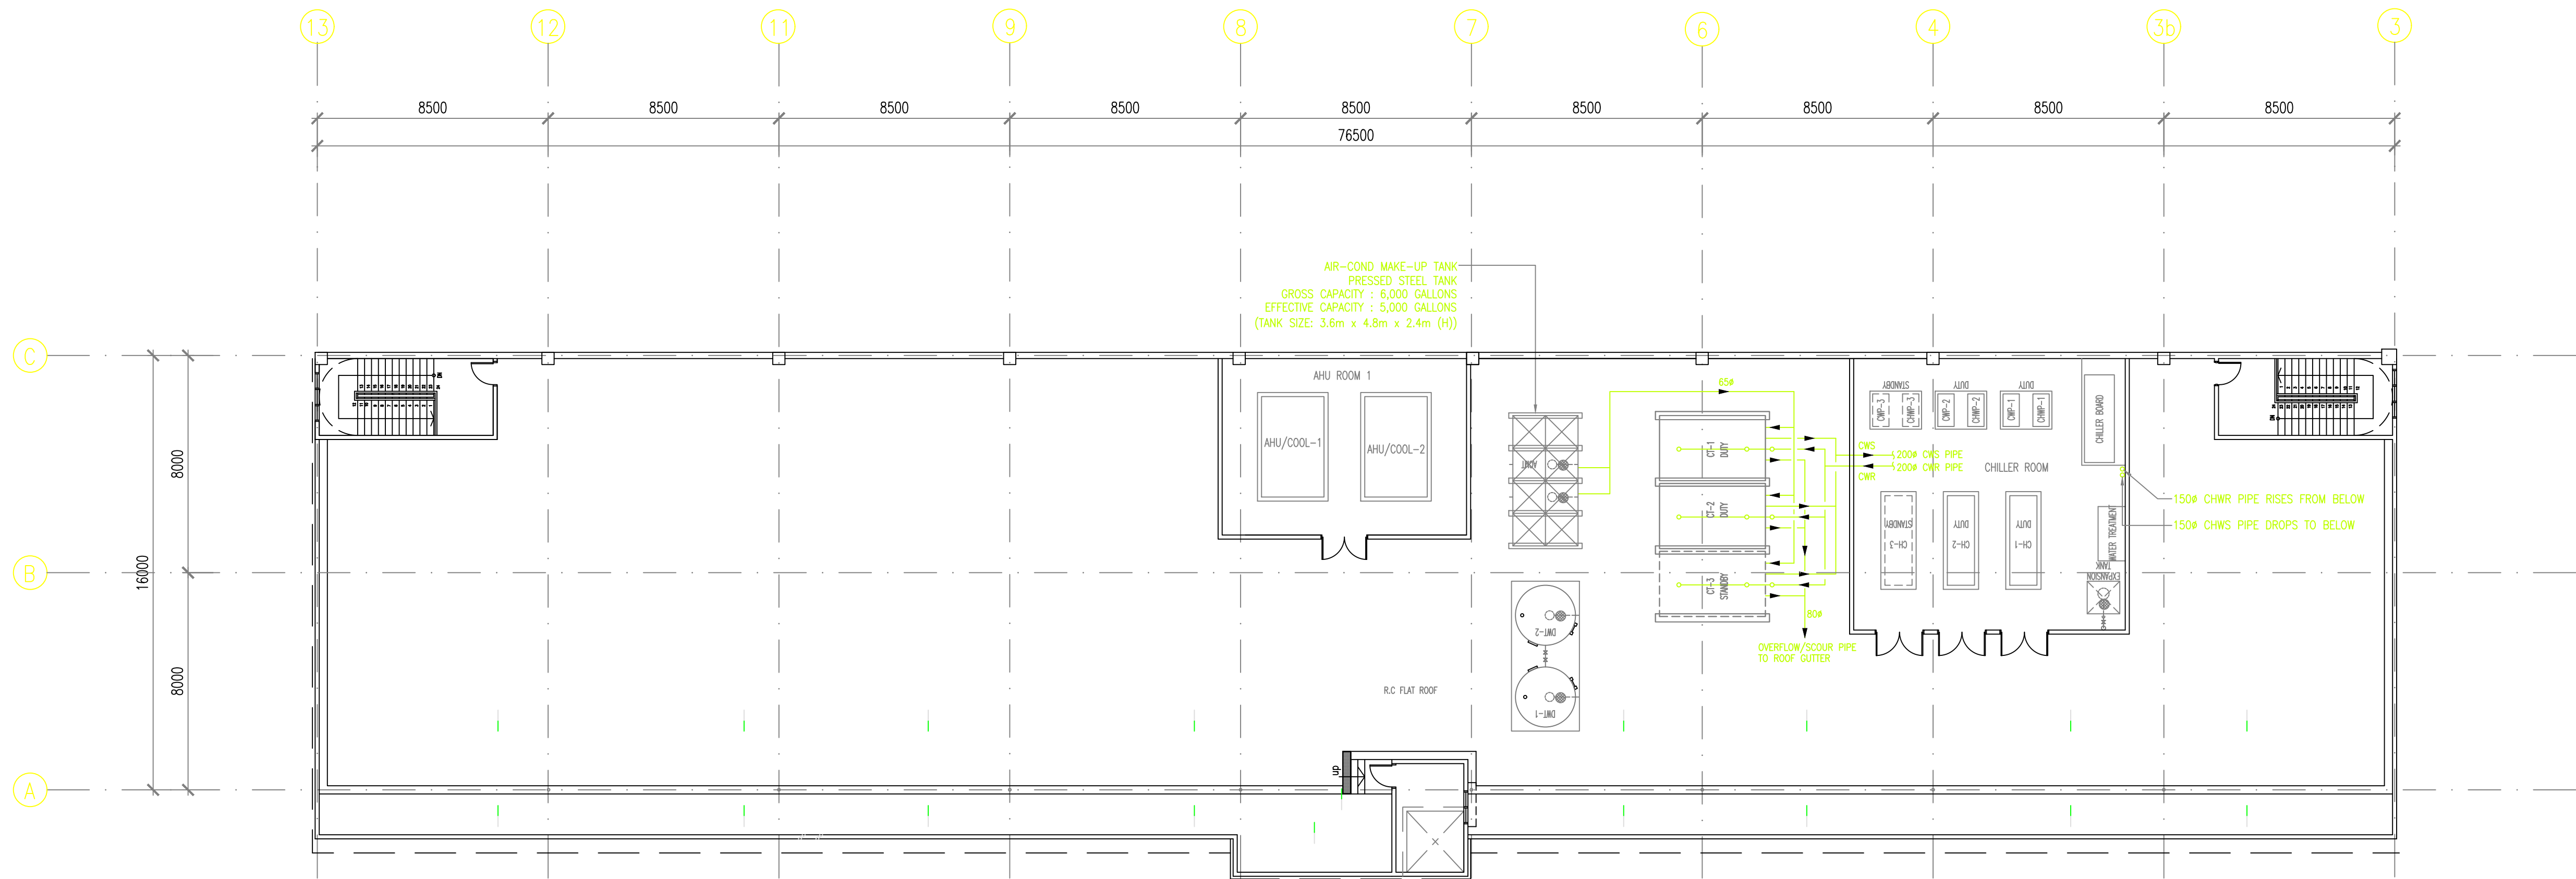 13
12
11
9
8
7
6
4
3b
3
8500
8500
8500
8500
8500
8500
8500
8500
8500
76500
AIR-COND MAKE-UP TANK
PRESSED STEEL TANK
GROSS CAPACITY : 6,000 GALLONS
EFFECTIVE CAPACITY : 5,000 GALLONS
(TANK SIZE: 3.6m x 4.8m x 2.4m (H))
C
B
A
8000
8000
16000
DN
AHU ROOM 1
AHU/COOL-1
AHU/COOL-2
ACMT
65ø
CT-1
DUTY
CT-2
DUTY
CT-3
STANDBY
80ø
OVERFLOW/SCOUR PIPE
TO ROOF GUTTER
CWS
200ø CWS PIPE
200ø CWR PIPE
CWR
STANDBY
CWP-3
CHWP-3
DUTY
CWP-2
CHWP-2
DUTY
CWP-1
CHWP-1
CHILLER BOARD
CHILLER ROOM
STANDBY
CH-3
DUTY
CH-2
DUTY
CH-1
WATER TREATMENT
EXPANSION
TANK
150ø CHWR PIPE RISES FROM BELOW
150ø CHWS PIPE DROPS TO BELOW
DN
DWT-2
DWT-1
R.C FLAT ROOF
up